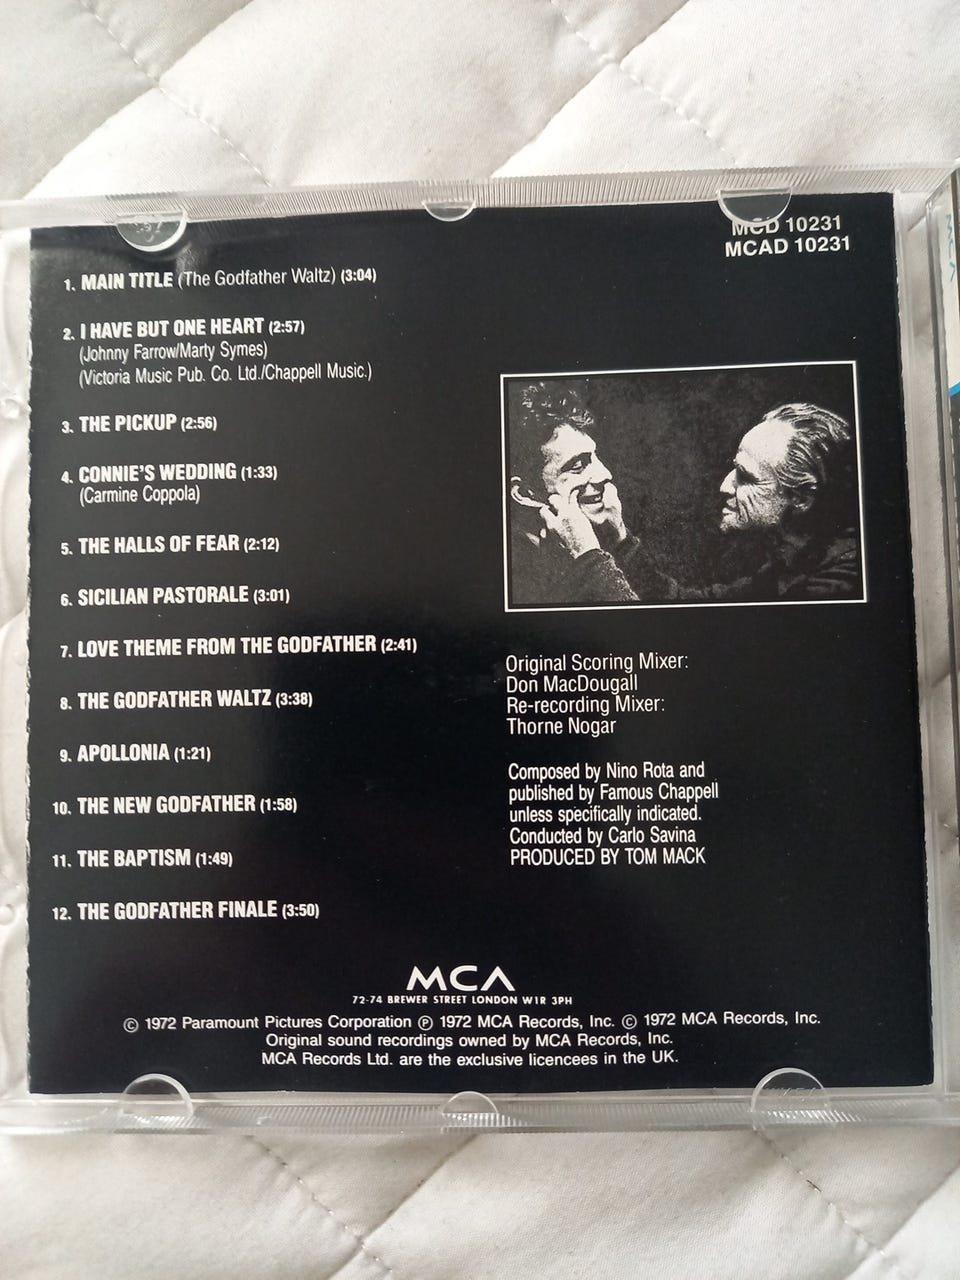 MCD 10231
MCAD 10231
1. MAIN TITLE (The Godfather Waltz) (3:04)
2. I HAVE BUT ONE HEART (2:57)
(Johnny Farrow/Marty Symes)
(Victoria Music Pub. Co. Ltd./Chappell Music.)
3. THE PICKUP (2:56)
4. CONNIE'S WEDDING (1:33)
(Carmine Coppola)
5. THE HALLS OF FEAR (2:12)
6. SICILIAN PASTORALE (3:01)
7. LOVE THEME FROM THE GODFATHER (2:41)
8. THE GODFATHER WALTZ (3:38)
9. APOLLONIA (1:21)
10. THE NEW GODFATHER (1:58)
11. THE BAPTISM (1:49)
12. THE GODFATHER FINALE (3:50)
Original Scoring Mixer:
Don MacDougall
Re-recording Mixer:
Thorne Nogar
Composed by Nino Rota and
published by Famous Chappell
unless specifically indicated.
Conducted by Carlo Savina
PRODUCED BY TOM MACK
MCA
72-74 BREWER STREET LONDON W1R 3PH
© 1972 Paramount Pictures Corporation ℗ 1972 MCA Records, Inc. © 1972 MCA Records, Inc.
Original sound recordings owned by MCA Records, Inc.
MCA Records Ltd. are the exclusive licencees in the UK.
MCA